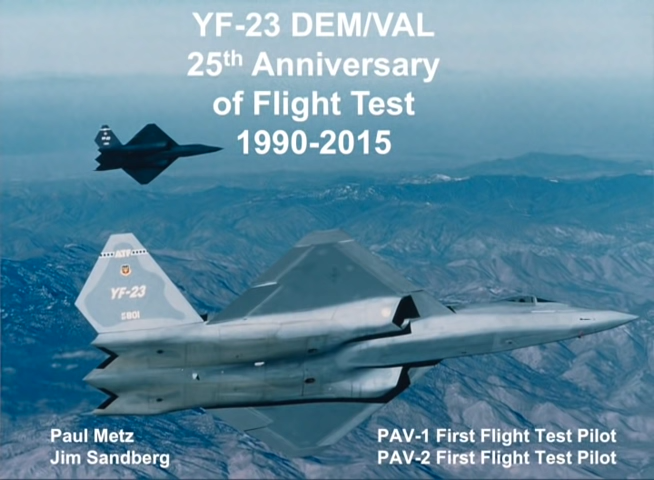 YF-23 DEM/VAL
25th Anniversary
of Flight Test
1990-2015
ATF
YF-23
Paul Metz
Jim Sandberg
PAV-1 First Flight Test Pilot
PAV-2 First Flight Test Pilot